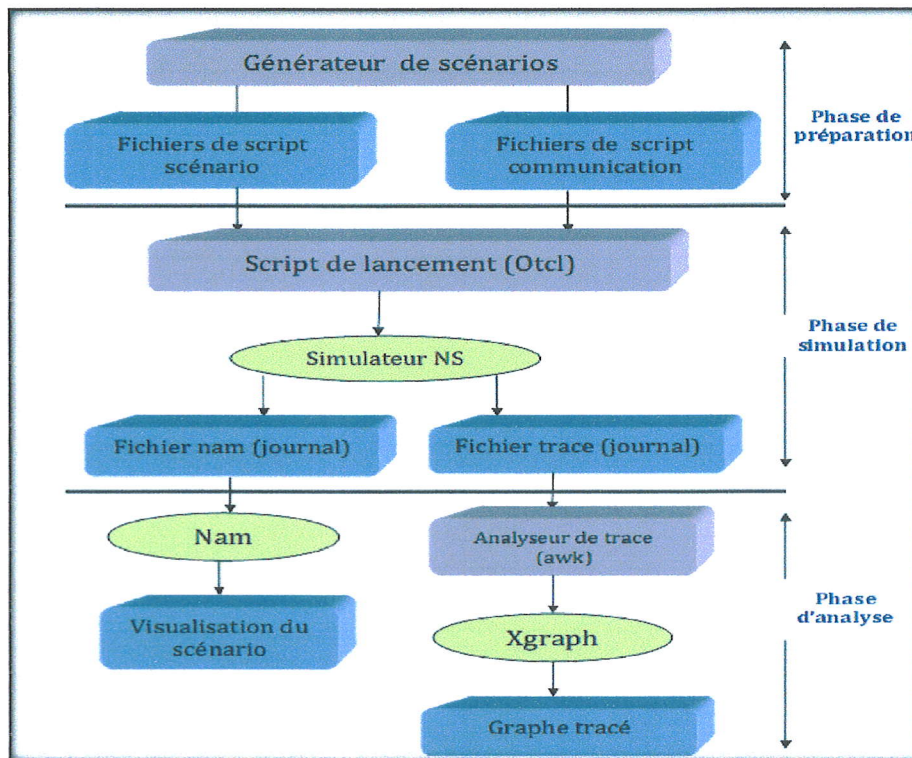 Générateur de scénarios
Phase de
préparation
Fichiers de script
scénario
Fichiers de script
communication
Script de lancement (Otcl)
Phase de
simulation
Simulateur NS
Fichier nam (journal)
Fichier trace (journal)
Nam
Analyseur de trace
(awk)
Phase
d'analyse
Visualisation du
scénario
Xgraph
Graphe tracé